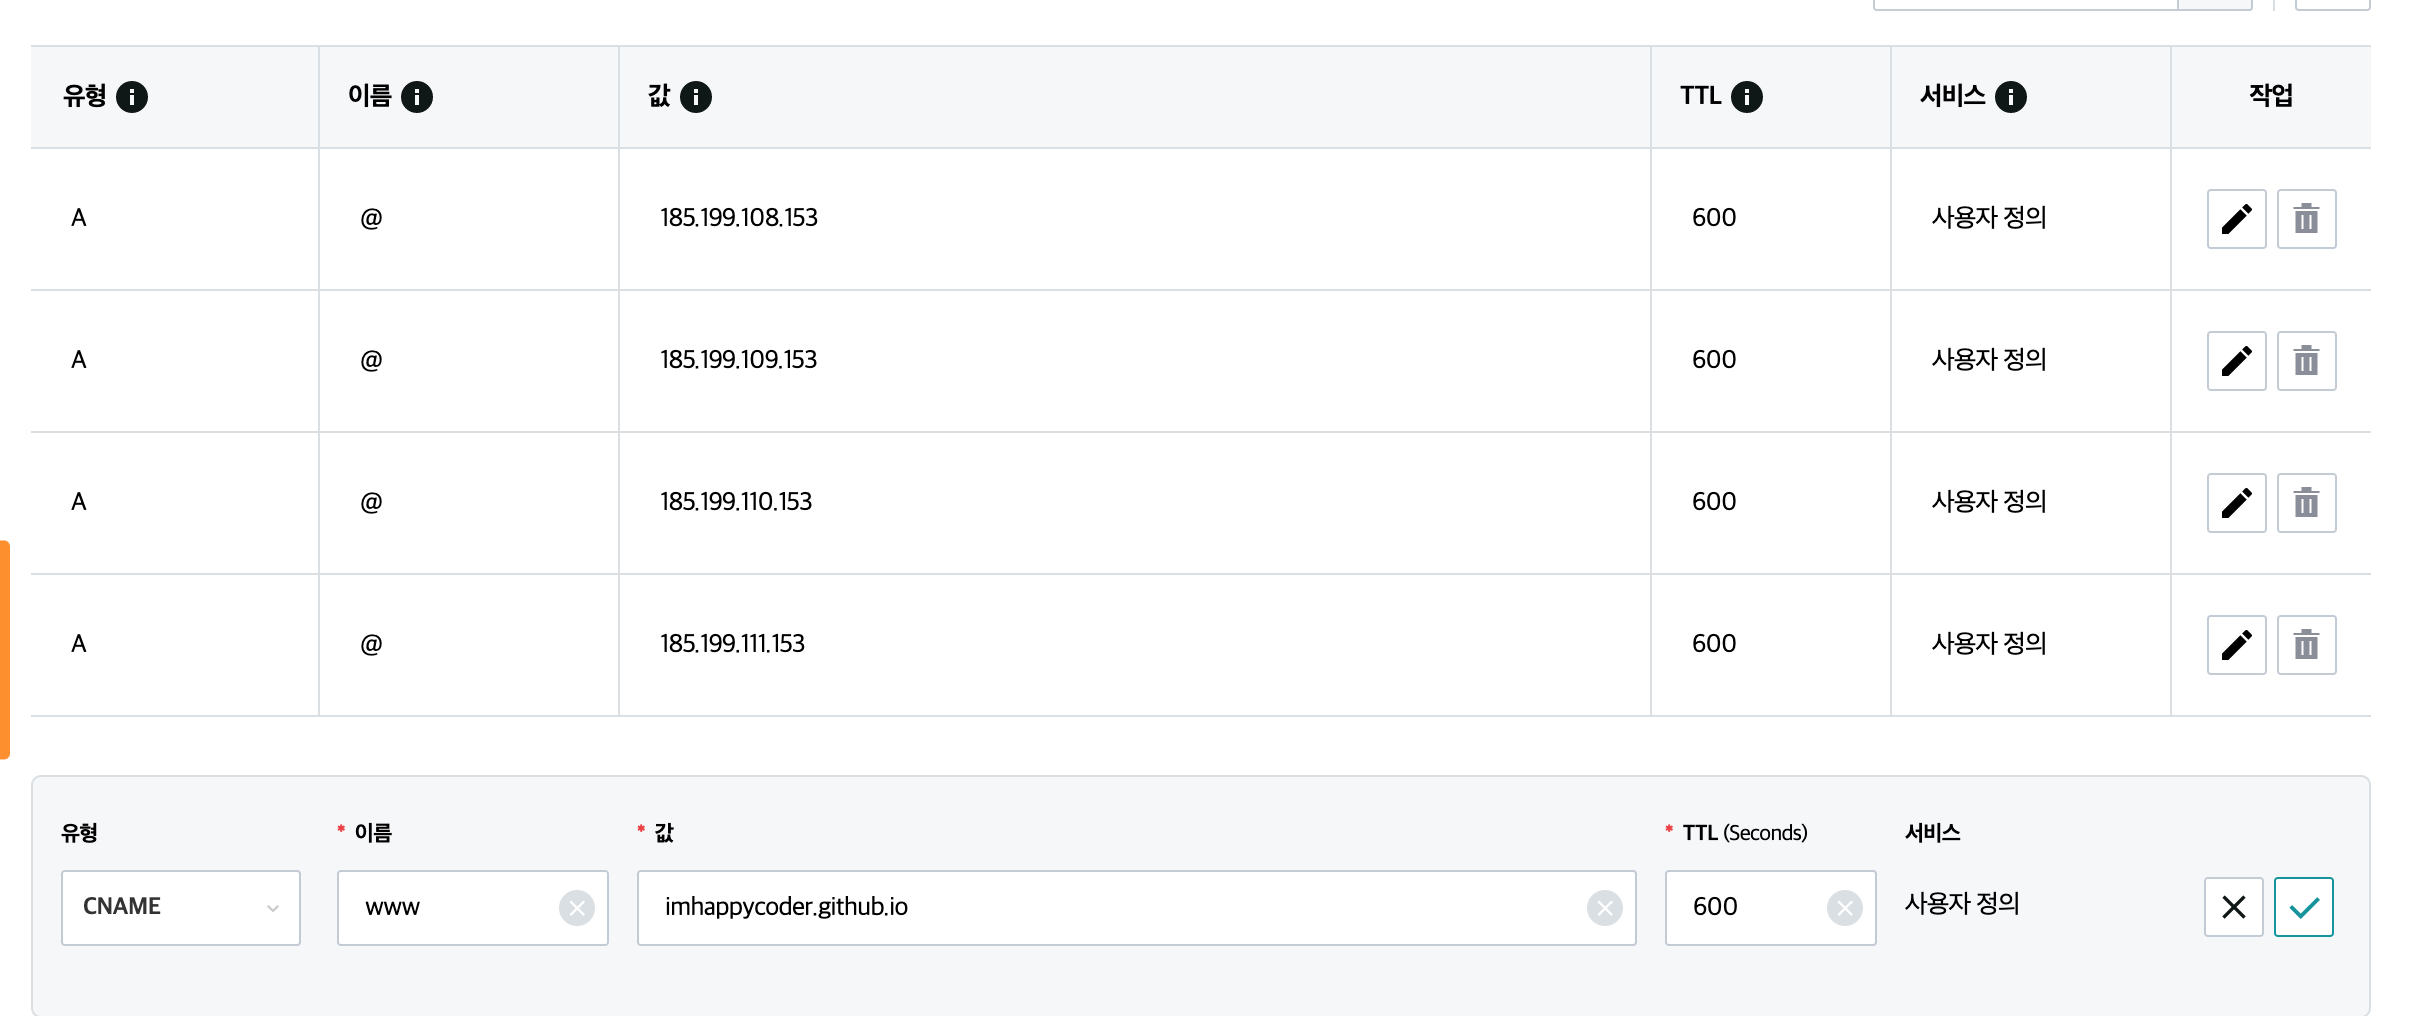 유형 이름 값 TTL 서비스 작업
A @ 185.199.108.153 600 사용자 정의
A @ 185.199.109.153 600 사용자 정의
A @ 185.199.110.153 600 사용자 정의
A @ 185.199.111.153 600 사용자 정의
유형 * 이름 * 값 * TTL (Seconds) 서비스
CNAME www imhappycoder.github.io 600 사용자 정의